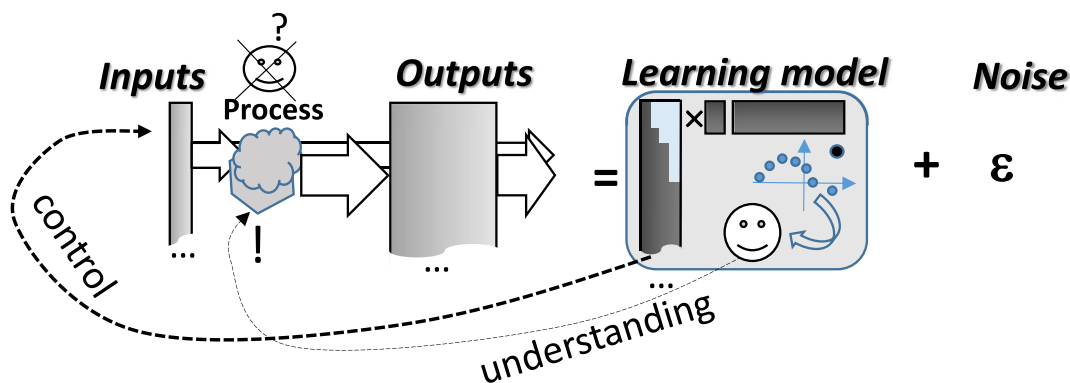 ?
Inputs
Process
Outputs
Learning model
Noise
×
=
+
ε
!
...
...
...
control
understanding